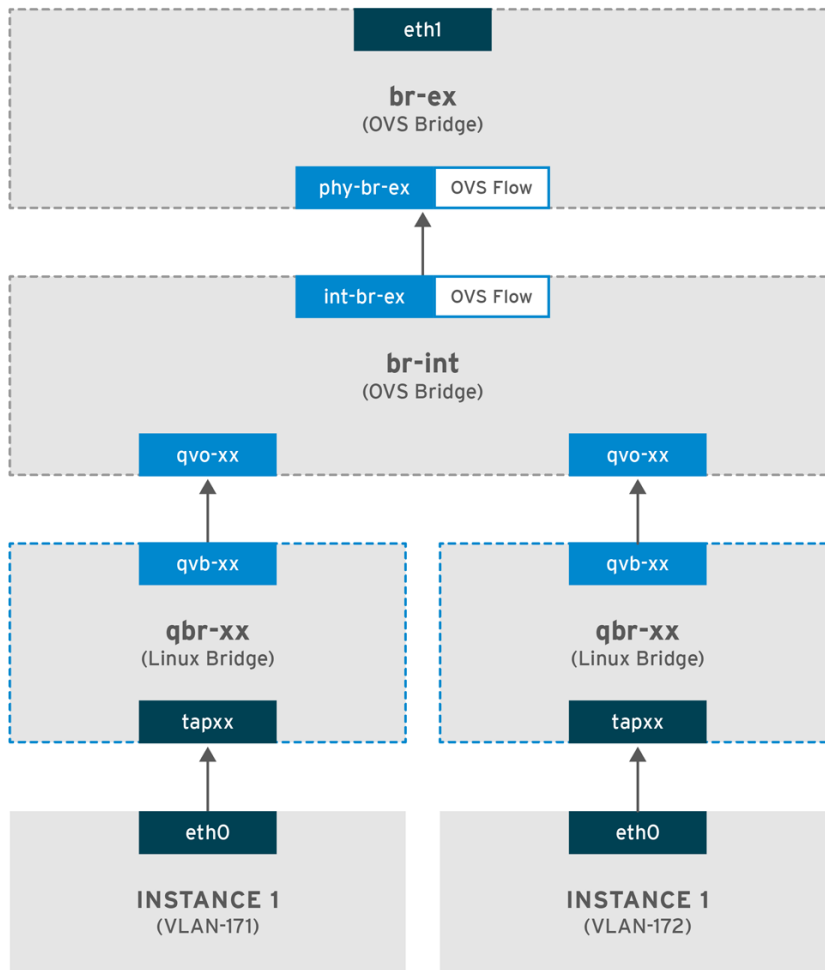 eth1
br-ex
(OVS Bridge)
phy-br-ex OVS Flow
int-br-ex OVS Flow
br-int
(OVS Bridge)
qvo-xx qvo-xx
qvb-xx qvb-xx
qbr-xx qbr-xx
(Linux Bridge) (Linux Bridge)
tapxx tapxx
eth0 eth0
INSTANCE 1 INSTANCE 1
(VLAN-171) (VLAN-172)